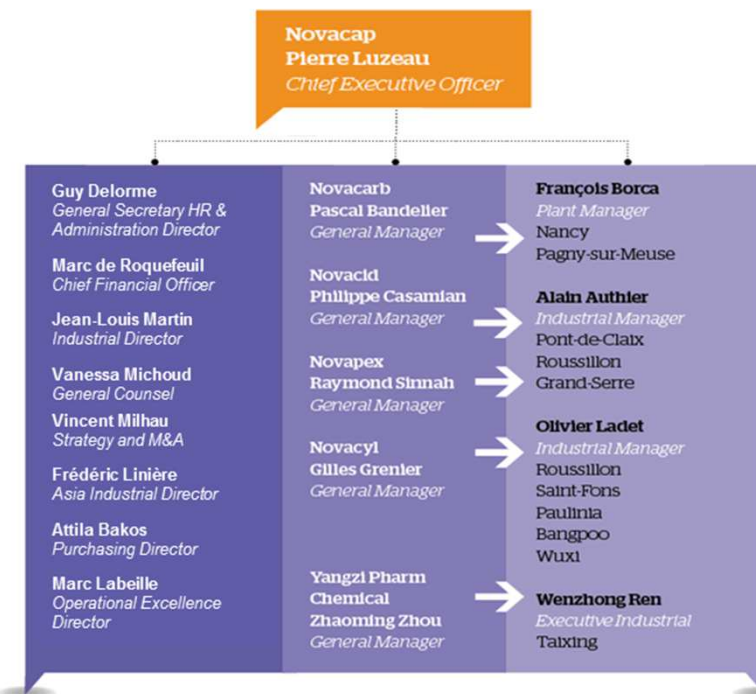 Novacap
Pierre Luzeau
Chief Executive Officer
Guy Delorme
General Secretary HR &
Administration Director
Marc de Roquefeuil
Chief Financial Officer
Jean-Louis Martin
Industrial Director
Vanessa Michoud
General Counsel
Vincent Milhau
Strategy and M&A
Frédéric Linière
Asia Industrial Director
Attila Bakos
Purchasing Director
Marc Labeille
Operational Excellence
Director
Novacarb
Pascal Bandelier
General Manager
Novacid
Philippe Casamian
General Manager
Novapex
Raymond Sinnah
General Manager
Novacyl
Gilles Grenier
General Manager
Yangzi Pharm
Chemical
Zhaoming Zhou
General Manager
François Borca
Plant Manager
Nancy
Pagny-sur-Meuse
Alain Authier
Industrial Manager
Pont-de-Claix
Roussillon
Grand-Serre
Olivier Ladet
Industrial Manager
Roussillon
Saint-Fons
Paulinia
Bangpoo
Wuxi
Wenzhong Ren
Executive Industrial
Taixing